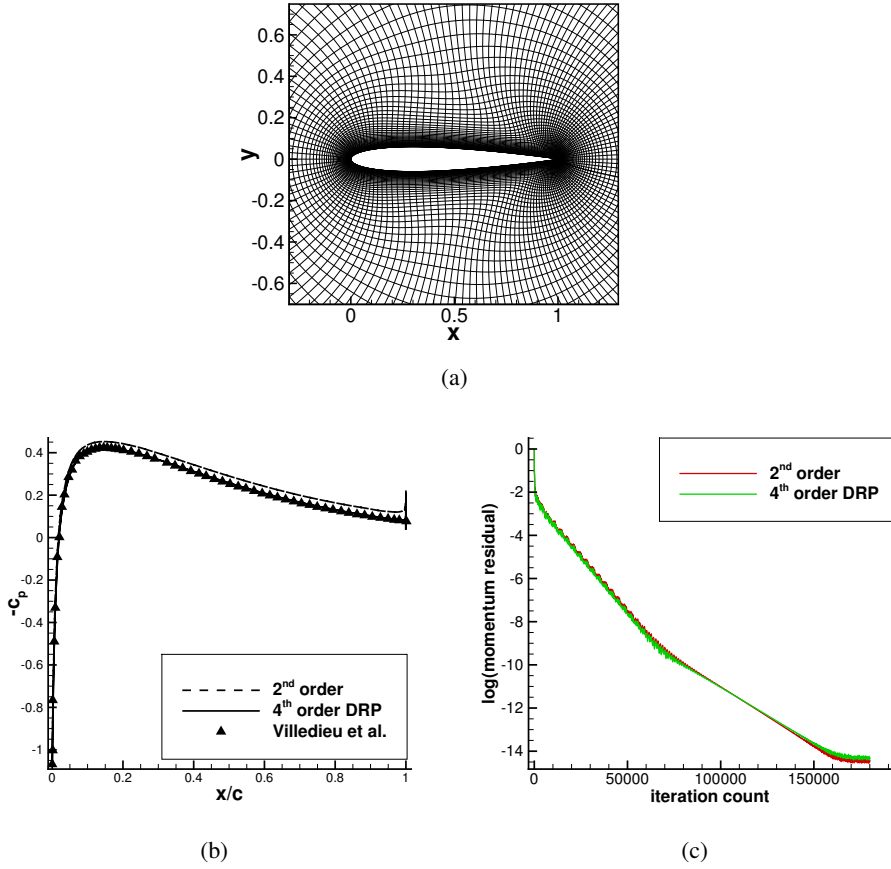 y
0.6
0.4
0.2
0
-0.2
-0.4
-0.6
0 0.5 1
x
(a)
-c_p
0.4
0.2
0
-0.2
-0.4
-0.6
-0.8
-1
2nd order
4th order DRP
Villedieu et al.
0 0.2 0.4 0.6 0.8 1
x/c
(b)
log(momentum residual)
0
-2
-4
-6
-8
-10
-12
-14
2nd order
4th order DRP
0 50000 100000 150000
iteration count
(c)